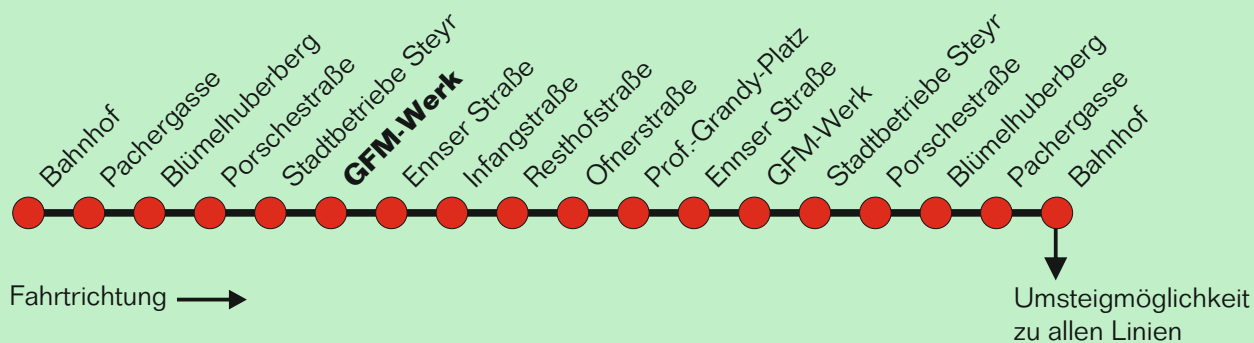 Bahnhof
Pachergasse
Blümelhuberberg
Porschestraße
Stadtbetriebe Steyr
GFM-Werk
Ennser Straße
Infangstraße
Resthofstraße
Ofnerstraße
Prof.-Grandy-Platz
Ennser Straße
GFM-Werk
Stadtbetriebe Steyr
Porschestraße
Blümelhuberberg
Pachergasse
Bahnhof
Fahrtrichtung
Umsteigmöglichkeit
zu allen Linien